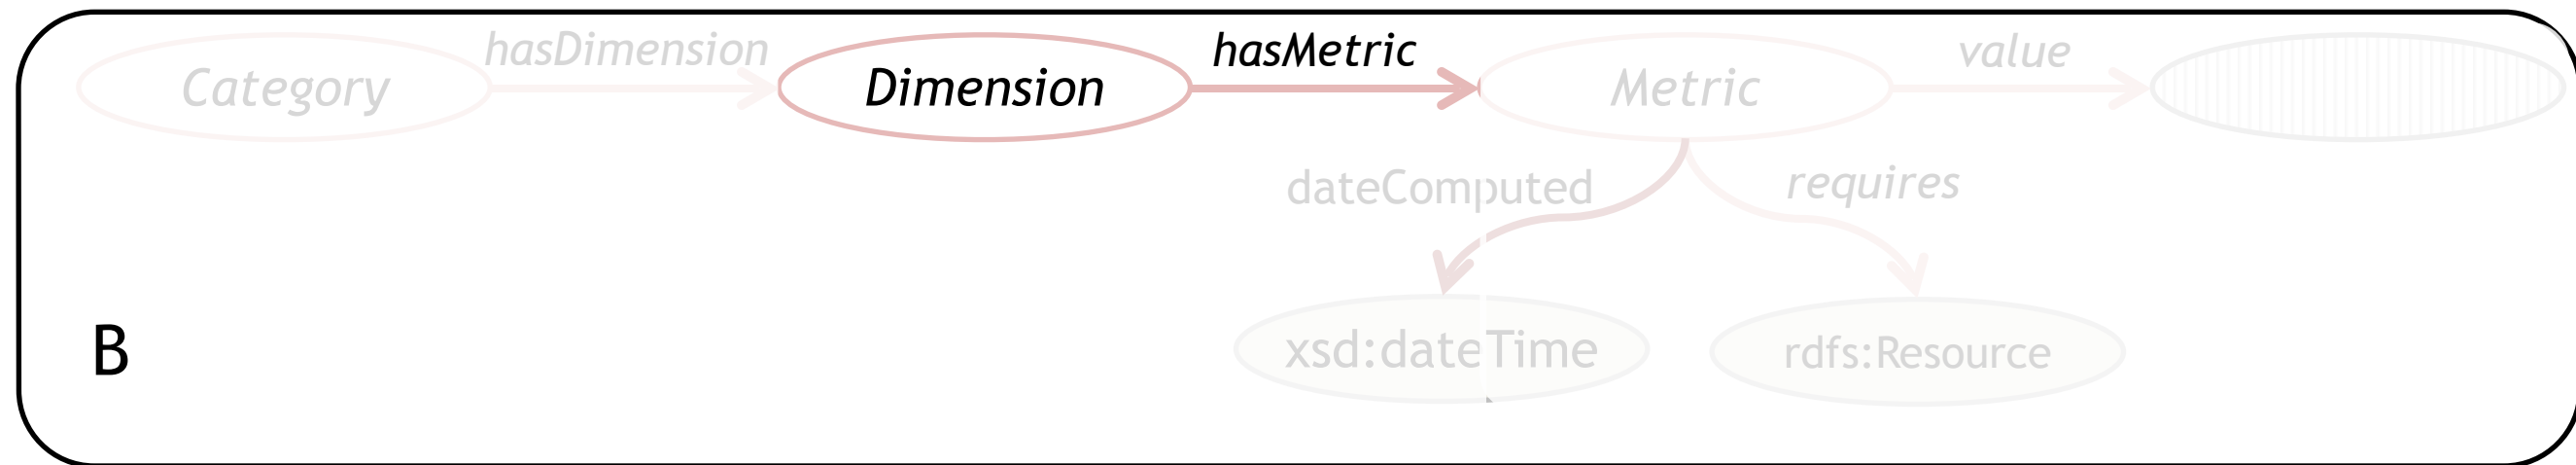 hasDimension
hasMetric
value
Category
Dimension
Metric
dateComputed
requires
B
xsd:dateTime
rdfs:Resource